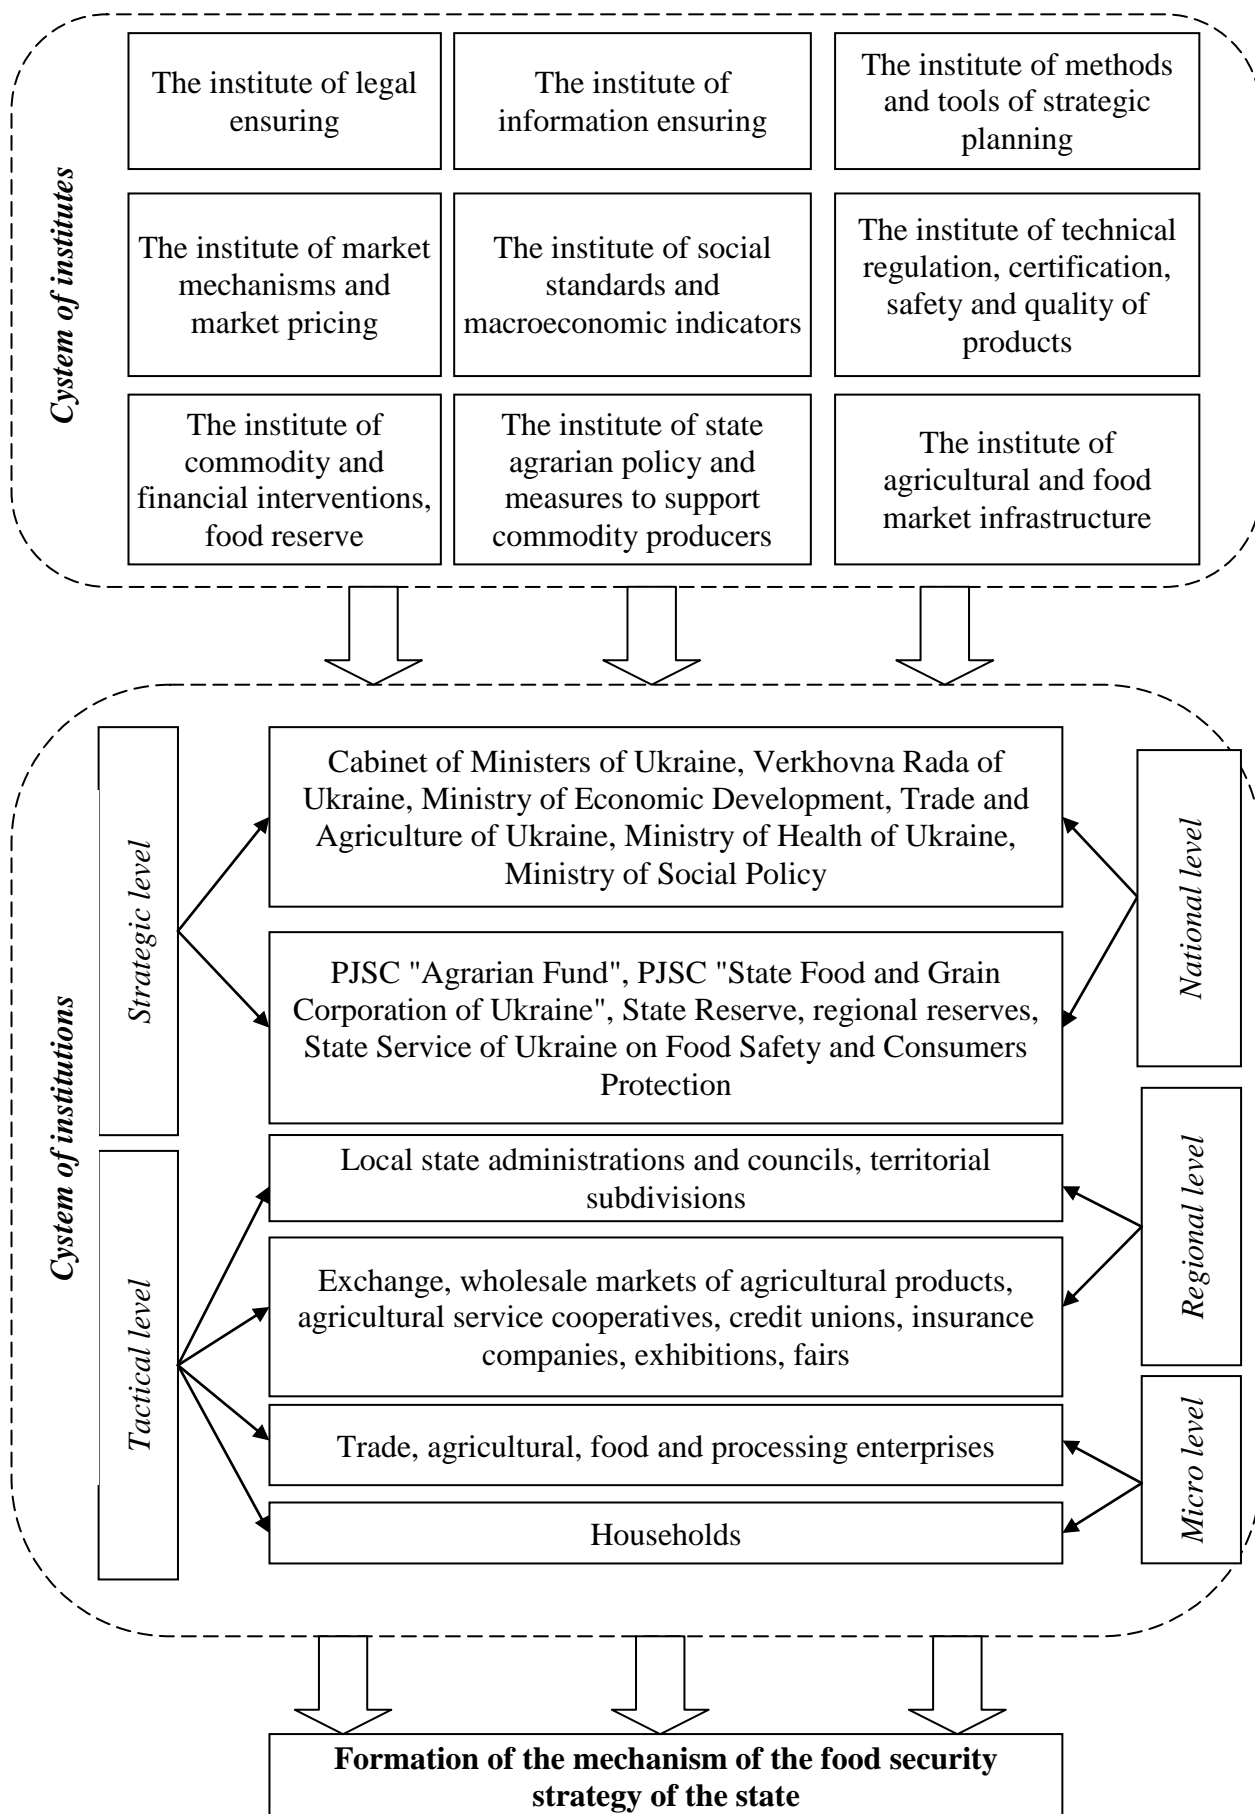 Cystem of institutes
The institute of legal
ensuring
The institute of
information ensuring
The institute of methods
and tools of strategic
planning
The institute of market
mechanisms and
market pricing
The institute of social
standards and
macroeconomic indicators
The institute of technical
regulation, certification,
safety and quality of
products
The institute of
commodity and
financial interventions,
food reserve
The institute of state
agrarian policy and
measures to support
commodity producers
The institute of
agricultural and food
market infrastructure
Cystem of institutions
Strategic level
Cabinet of Ministers of Ukraine, Verkhovna Rada of
Ukraine, Ministry of Economic Development, Trade and
Agriculture of Ukraine, Ministry of Health of Ukraine,
Ministry of Social Policy
National level
PJSC "Agrarian Fund", PJSC "State Food and Grain
Corporation of Ukraine", State Reserve, regional reserves,
State Service of Ukraine on Food Safety and Consumers
Protection
Tactical level
Local state administrations and councils, territorial
subdivisions
Regional level
Exchange, wholesale markets of agricultural products,
agricultural service cooperatives, credit unions, insurance
companies, exhibitions, fairs
Trade, agricultural, food and processing enterprises
Micro level
Households
Formation of the mechanism of the food security
strategy of the state